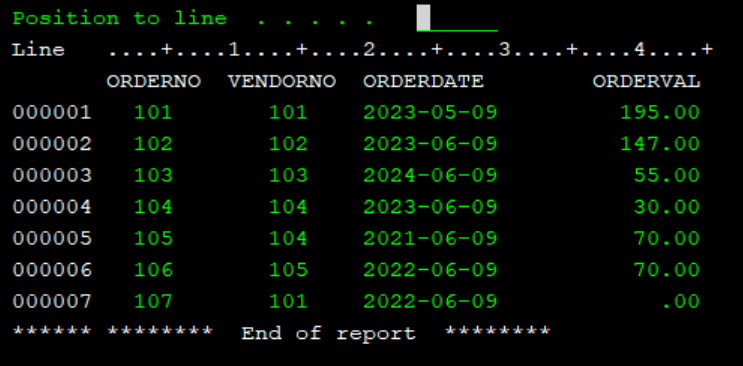 Position to line  . . . . .
Line   ....+....1....+....2....+....3....+....4....+
       ORDERNO  VENDORNO  ORDERDATE        ORDERVAL
000001   101       101    2023-05-09         195.00
000002   102       102    2023-06-09         147.00
000003   103       103    2024-06-09          55.00
000004   104       104    2023-06-09          30.00
000005   105       104    2021-06-09          70.00
000006   106       105    2022-06-09          70.00
000007   107       101    2022-06-09            .00
****** ********  End of report  ********